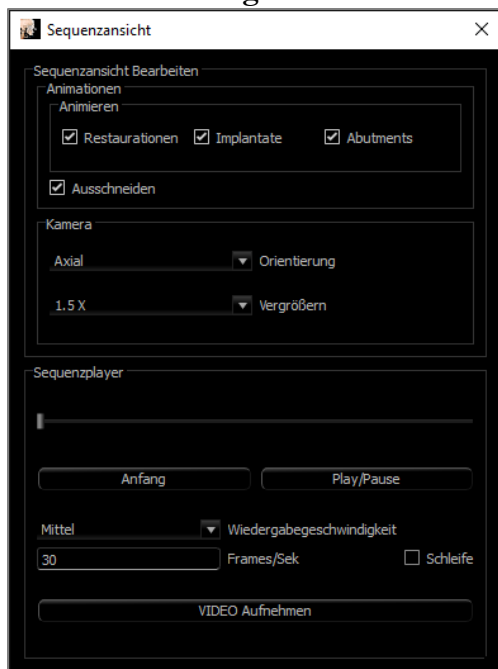 Sequenzansicht
Sequenzansicht Bearbeiten
Animationen
Animieren
Restaurationen Implantate Abutments
Ausschneiden
Kamera
Axial Orientierung
1.5 X Vergrößern
Sequenzplayer
Anfang Play/Pause
Mittel Wiedergabegeschwindigkeit
30 Frames/Sek Schleife
VIDEO Aufnehmen